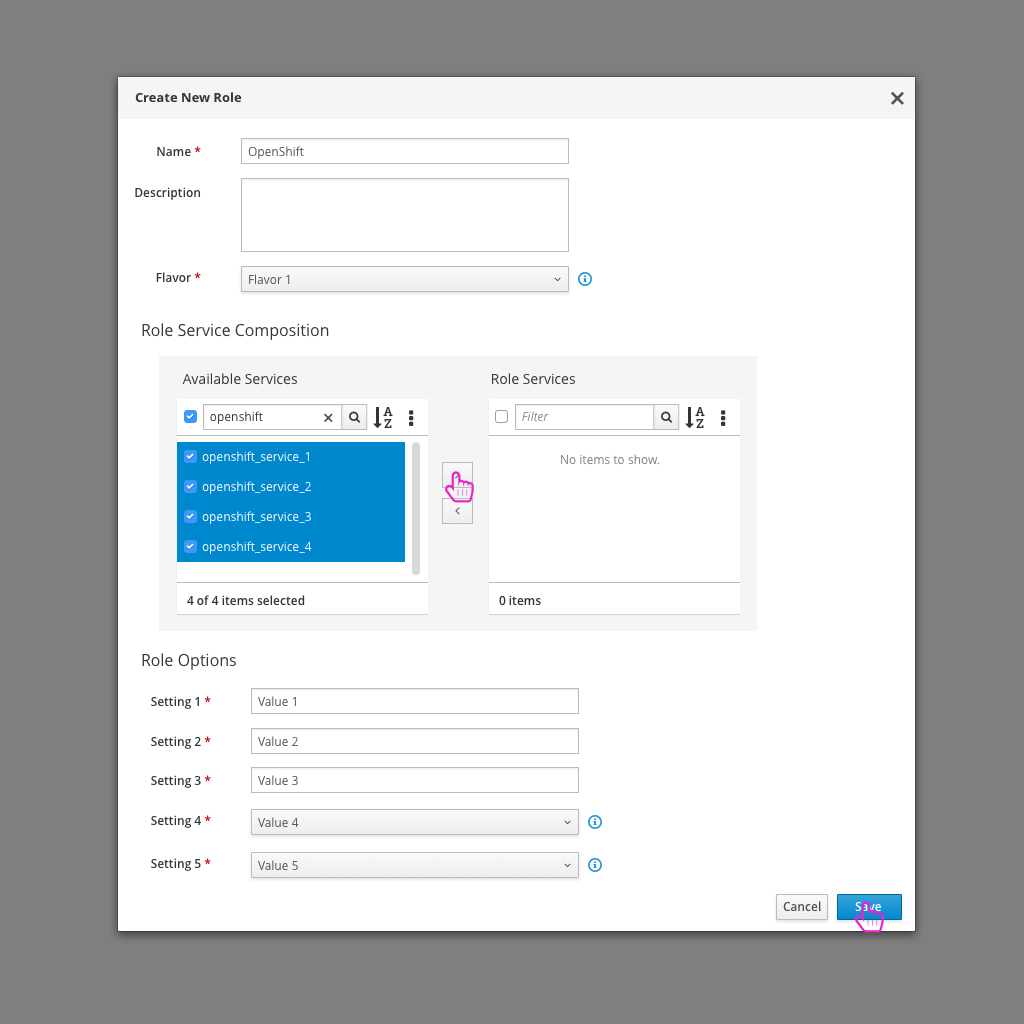 Create New Role
Name *
OpenShift
Description
Flavor *
Flavor 1
Role Service Composition
Available Services
openshift
A
Z
openshift_service_1
openshift_service_2
openshift_service_3
openshift_service_4
4 of 4 items selected
<
Role Services
Filter
A
Z
No items to show.
0 items
Role Options
Setting 1 *
Value 1
Setting 2 *
Value 2
Setting 3 *
Value 3
Setting 4 *
Value 4
Setting 5 *
Value 5
Cancel
Save